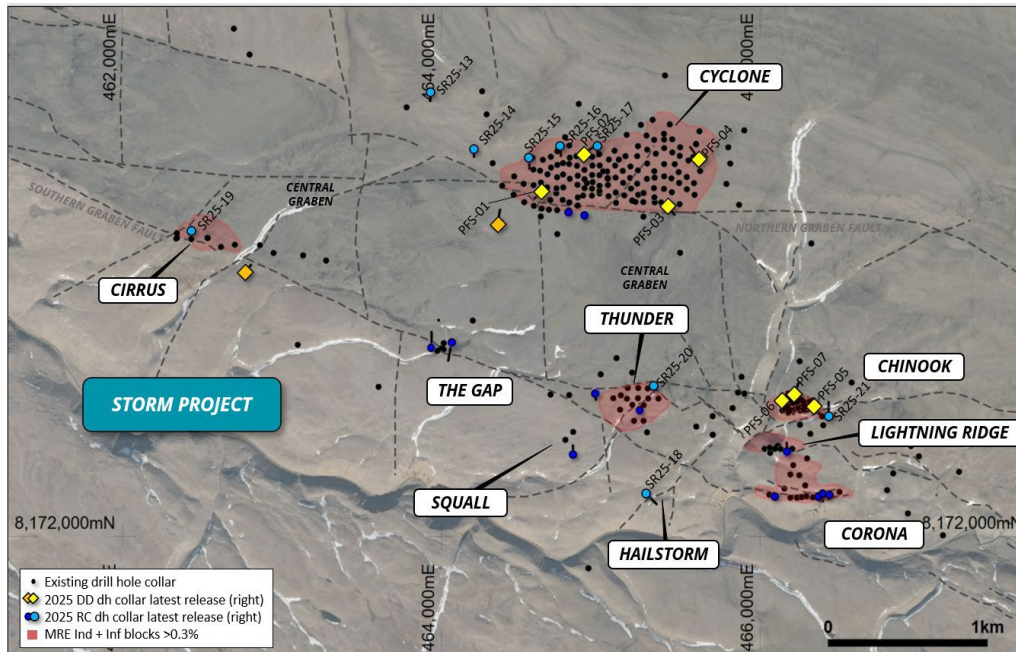 462,000mE
464,000mE
466,000mE
SR25-13
CYCLONE
SR25-14
SR25-15
SR25-16
PFS-02
SR25-17
PFS-04
SOUTHERN GRABEN FAULT
SR25-19
CENTRAL
GRABEN
PFS-01
PFS-03
NORTHERN GRABEN FAULT
CIRRUS
CENTRAL
GRABEN
THUNDER
SR25-20
PFS-07
CHINOOK
THE GAP
PFS-05
STORM PROJECT
PFS-06
SR25-21
LIGHTNING RIDGE
SR25-18
SQUALL
8,172,000mN
8,172,000mN
CORONA
HAILSTORM
Existing drill hole collar
2025 DD dh collar latest release (right)
2025 RC dh collar latest release (right)
MRE Ind + Inf blocks >0.3%
462,000mE
464,000mE
466,000mE
0
1km